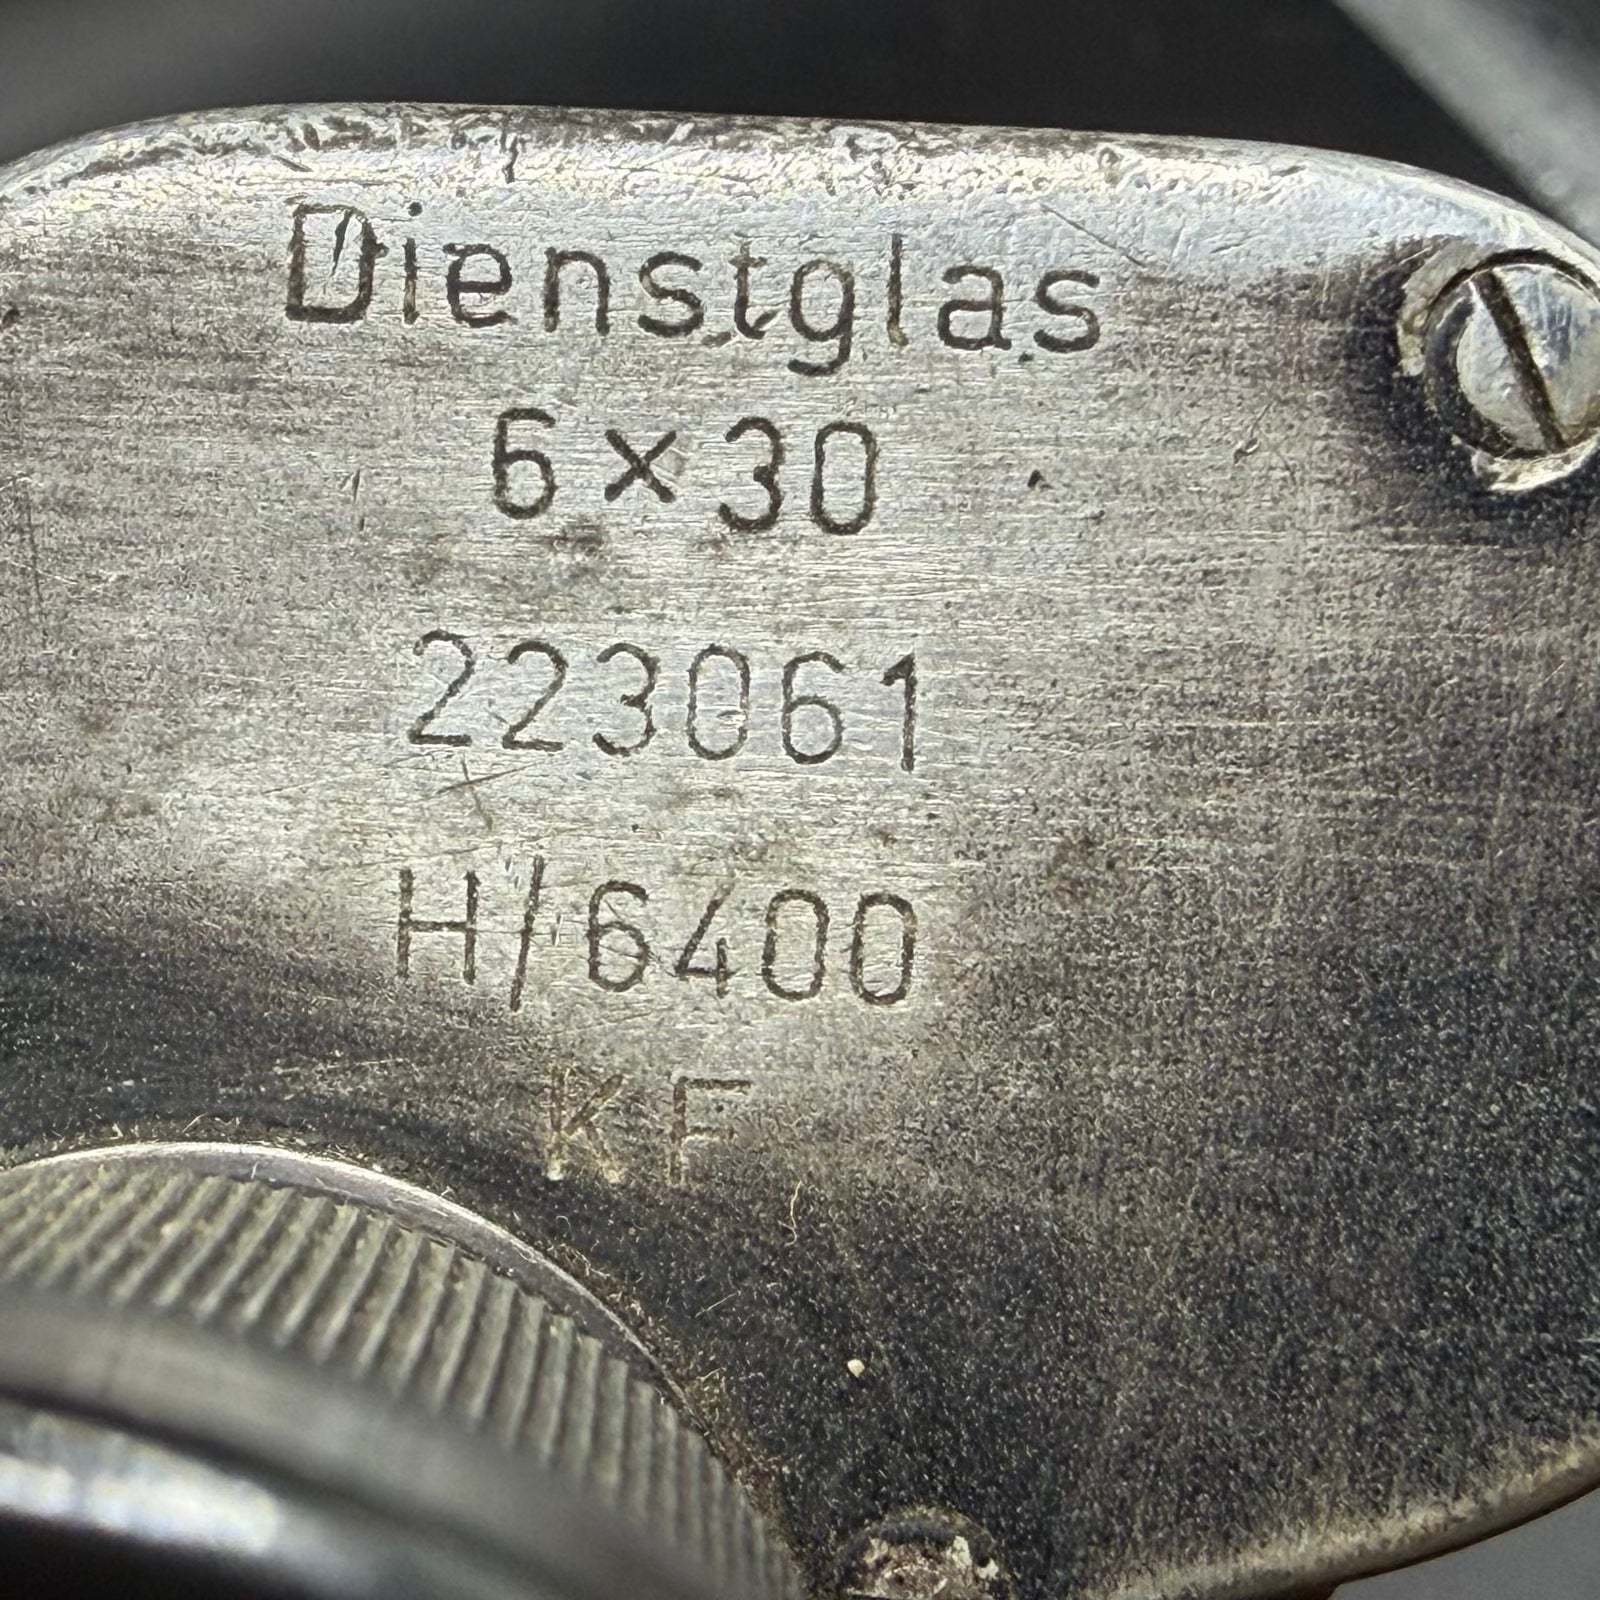 Dienstglas
6×30
223061
H/6400
KF